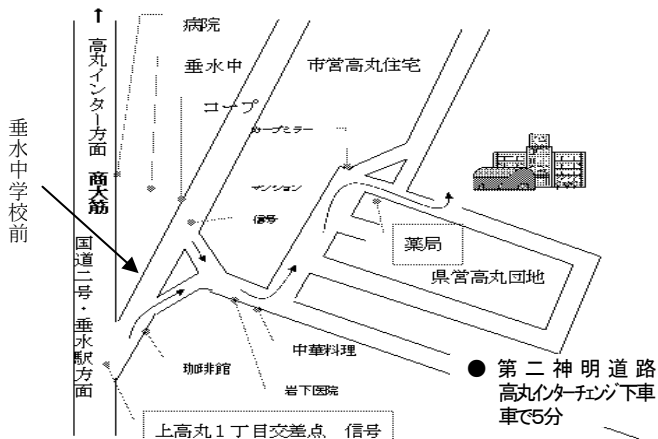 ↑
高丸インター方面
商大筋
国道二号・垂水駅方面
垂水中学校前
病院
垂水中
コープ
市営高丸住宅
カーブミラー
マンション
信号
薬局
県営高丸団地
中華料理
珈琲館
岩下医院
上高丸1丁目交差点 信号
● 第二神明道路
高丸インターチェンジ下車
車で5分